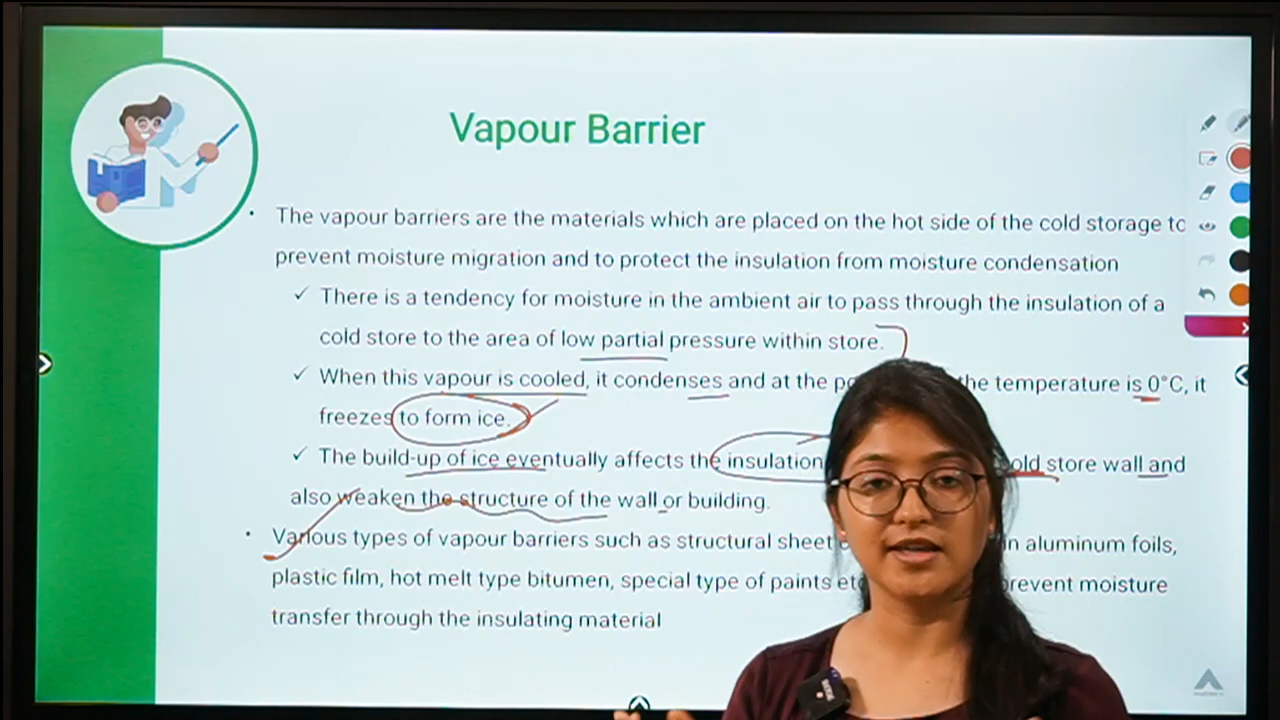 Vapour Barrier
• The vapour barriers are the materials which are placed on the hot side of the cold storage to
prevent moisture migration and to protect the insulation from moisture condensation
✓ There is a tendency for moisture in the ambient air to pass through the insulation of a
cold store to the area of low partial pressure within store.
✓ When this vapour is cooled, it condenses and at the the temperature is 0°C, it
freezes to form ice.
✓ The build-up of ice eventually affects the insulation cold store wall and
also weaken the structure of the wall or building.
• Various types of vapour barriers such as structural sheet in aluminum foils,
plastic film, hot melt type bitumen, special type of paints etc prevent moisture
transfer through the insulating material